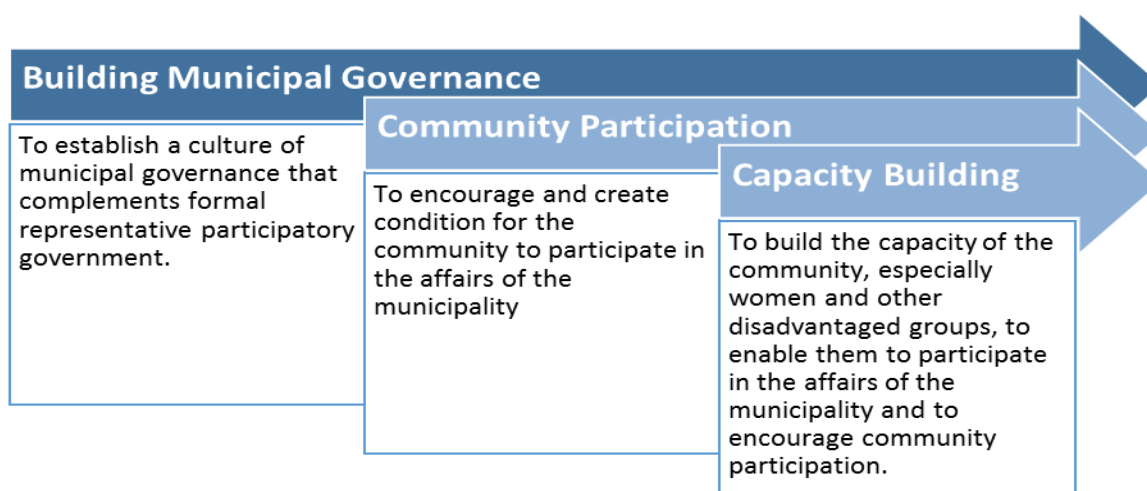 Building Municipal Governance
To establish a culture of
municipal governance that
complements formal
representative participatory
government.
Community Participation
To encourage and create
condition for the
community to participate in
the affairs of the
municipality
Capacity Building
To build the capacity of the
community, especially
women and other
disadvantaged groups, to
enable them to participate
in the affairs of the
municipality and to
encourage community
participation.